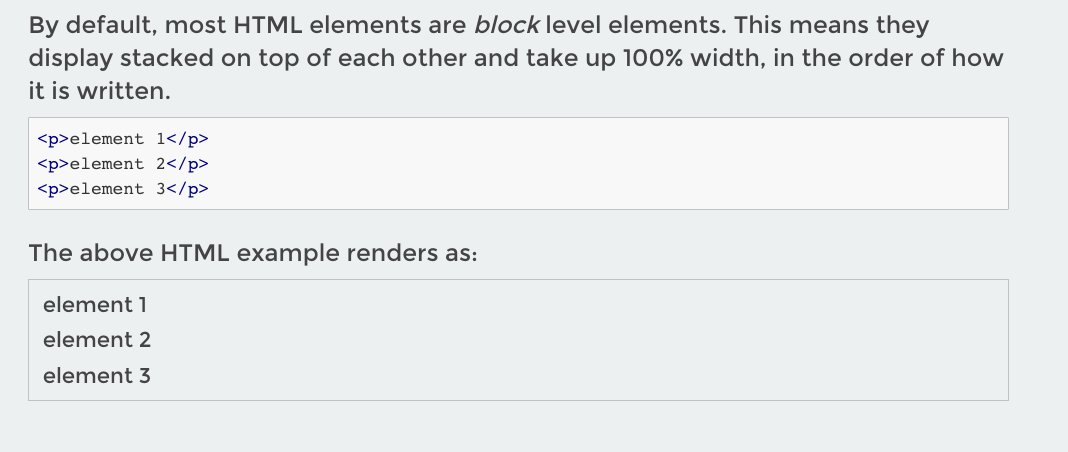 By default, most HTML elements are block level elements. This means they
display stacked on top of each other and take up 100% width, in the order of how
it is written.
<p>element 1</p>
<p>element 2</p>
<p>element 3</p>
The above HTML example renders as:
element 1
element 2
element 3